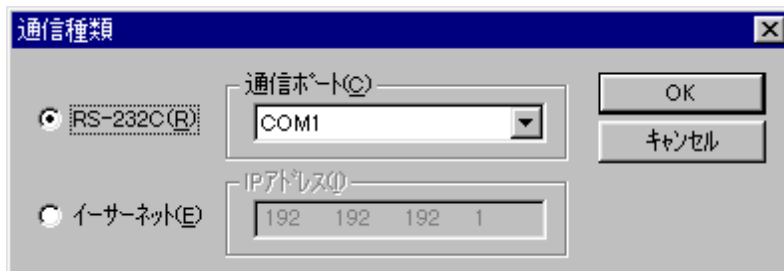 通信種類
RS-232C(R)
通信ﾎﾟｰﾄ(C)
COM1
OK
ｷｬﾝｾﾙ
ｲｰｻｰﾈｯﾄ(E)
IPｱﾄﾞﾚｽ(I)
192 192 192 1